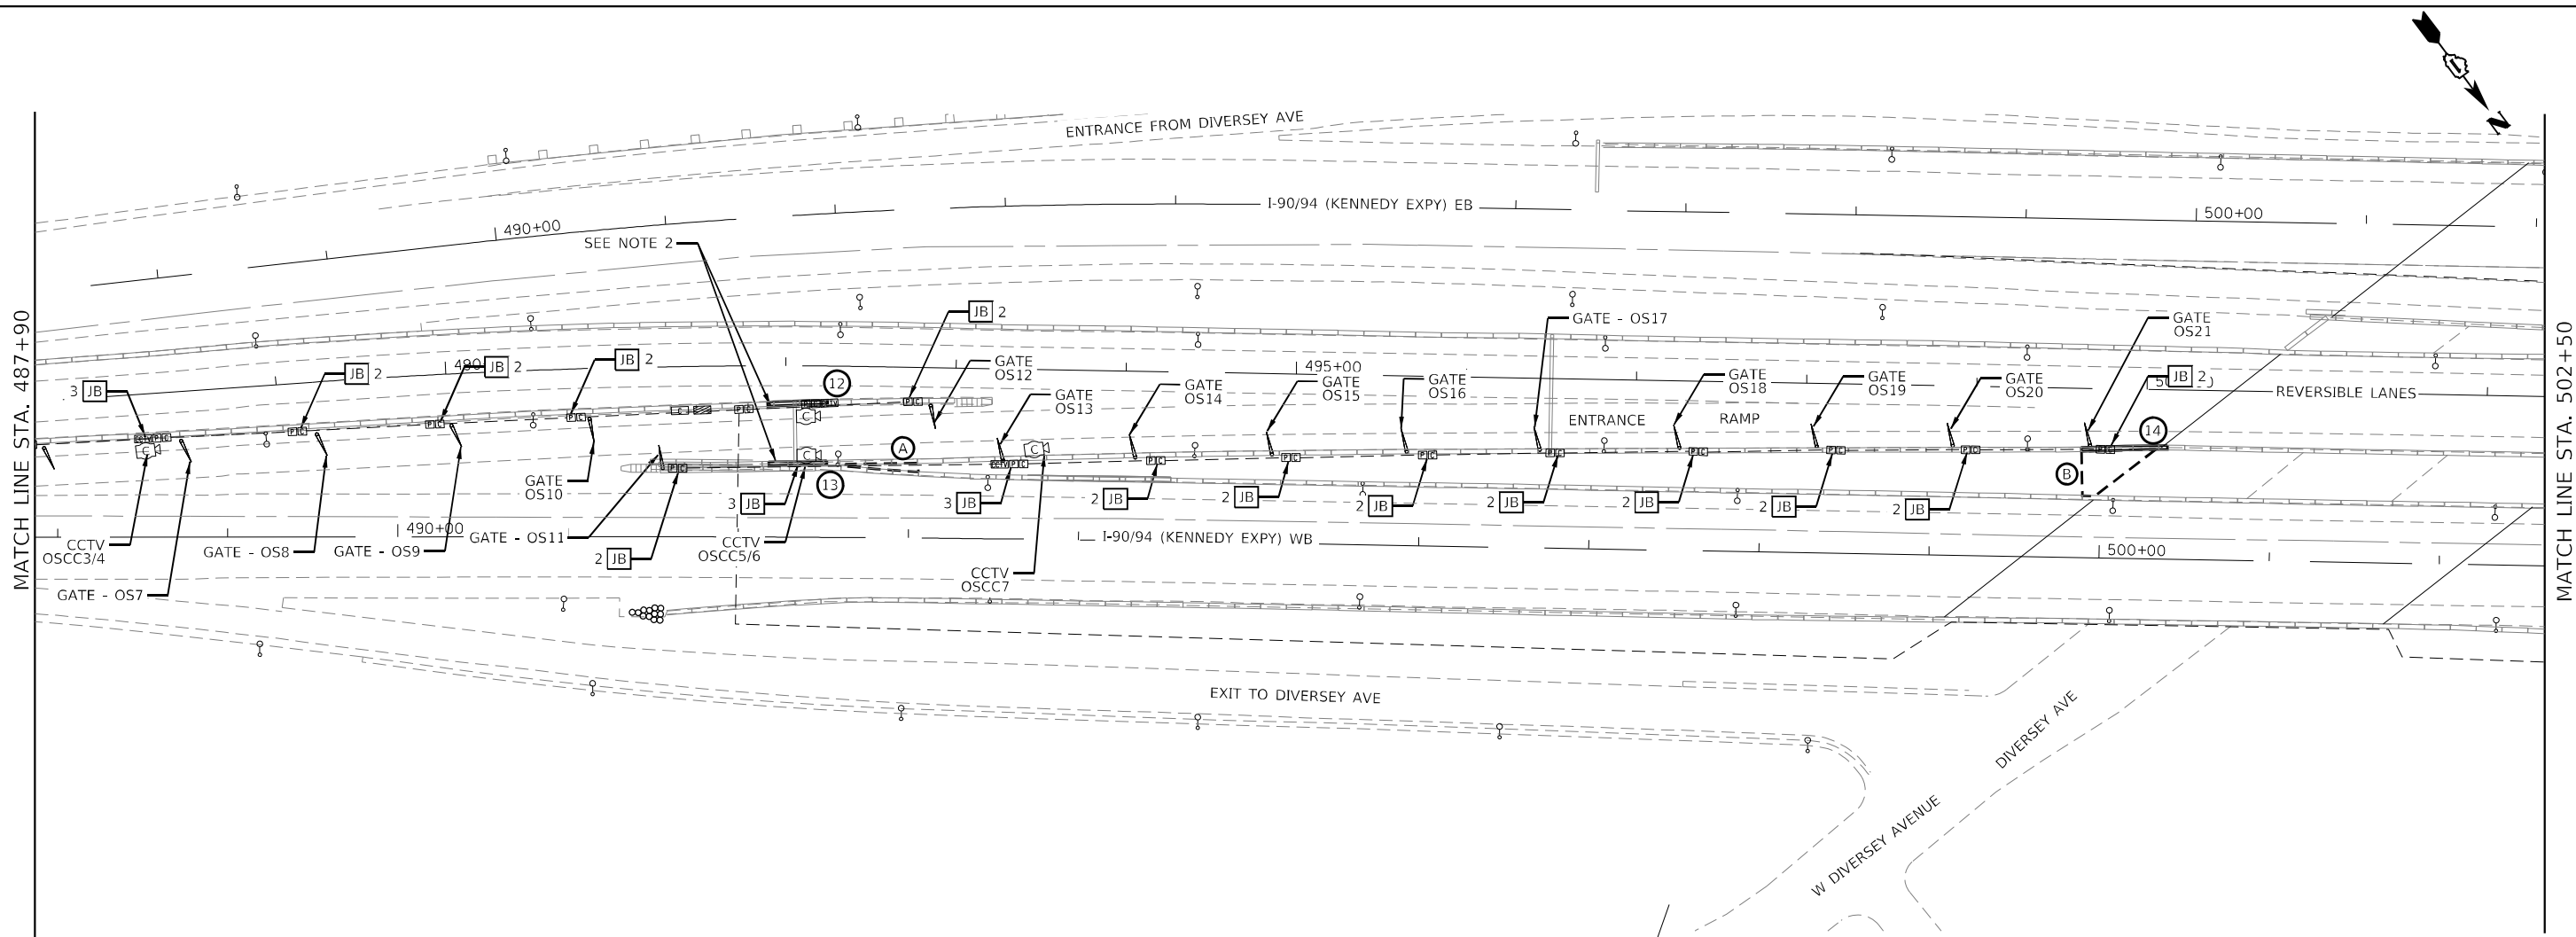 N
ENTRANCE FROM DIVERSEY AVE
I-90/94 (KENNEDY EXPY) EB
490+00
500+00
SEE NOTE 2
MATCH LINE STA. 487+90
MATCH LINE STA. 502+50
JB 2
GATE - OS17
GATE
OS21
3 JB
JB 2
JB 2
JB 2
12
GATE
OS12
495+00
GATE
OS13
GATE
OS14
GATE
OS15
GATE
OS16
GATE
OS18
GATE
OS19
GATE
OS20
JB 2
REVERSIBLE LANES
ENTRANCE
RAMP
14
A
B
13
C
C
C
C
P C
GATE
OS10
3 JB
3 JB
2 JB
2 JB
2 JB
2 JB
2 JB
2 JB
2 JB
490+00
GATE - OS11
CCTV
OSCC3/4
GATE - OS8
GATE - OS9
2 JB
CCTV
OSCC5/6
I-90/94 (KENNEDY EXPY) WB
500+00
CCTV
OSCC7
GATE - OS7
EXIT TO DIVERSEY AVE
DIVERSEY AVE
W DIVERSEY AVENUE